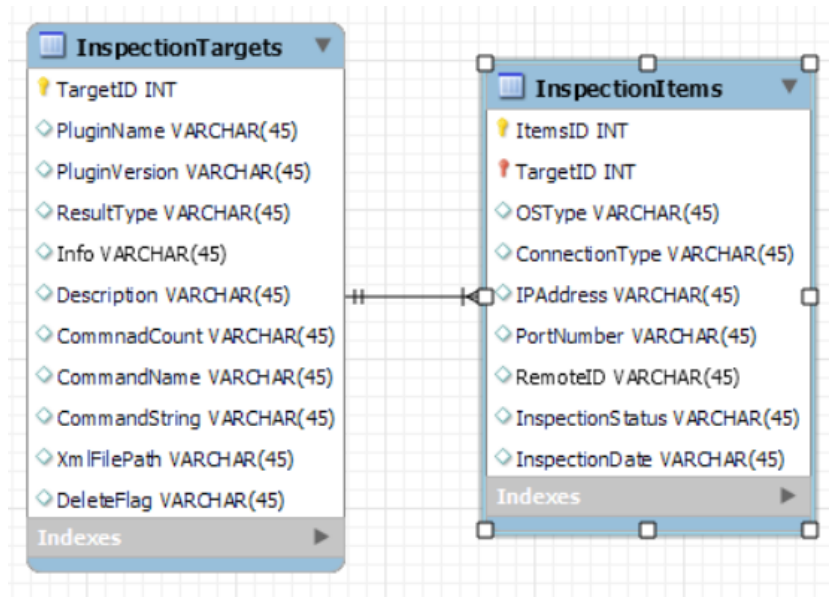 InspectionTargets
TargetID INT
PluginName VARCHAR(45)
PluginVersion VARCHAR(45)
ResultType VARCHAR(45)
Info VARCHAR(45)
Description VARCHAR(45)
CommnadCount VARCHAR(45)
CommandName VARCHAR(45)
CommandString VARCHAR(45)
XmlFilePath VARCHAR(45)
DeleteFlag VARCHAR(45)
Indexes
InspectionItems
ItemsID INT
TargetID INT
OSType VARCHAR(45)
ConnectionType VARCHAR(45)
IPAddress VARCHAR(45)
PortNumber VARCHAR(45)
RemoteID VARCHAR(45)
InspectionStatus VARCHAR(45)
InspectionDate VARCHAR(45)
Indexes